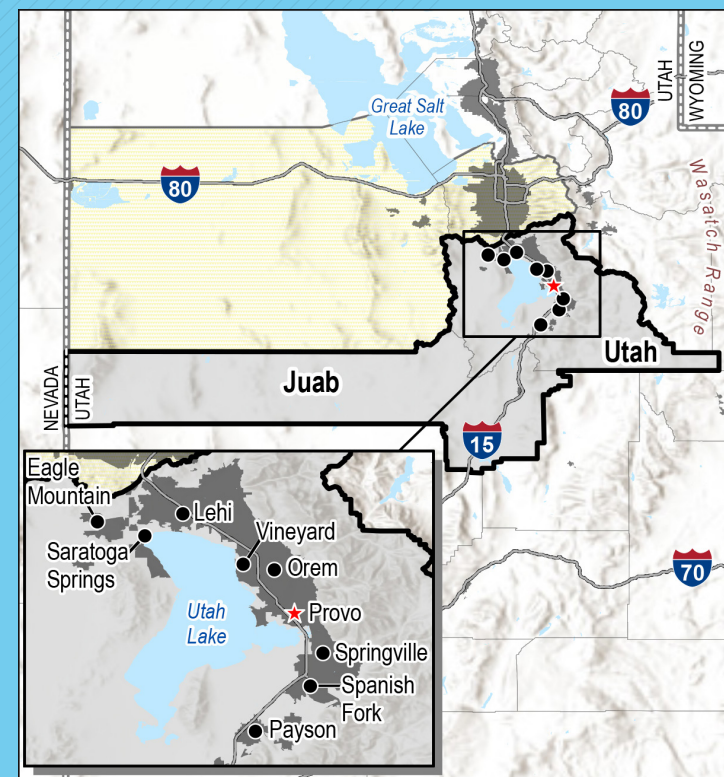 UTAH
WYOMING
Great Salt
Lake
80
80
Wasatch Range
Utah
Juab
NEVADA
UTAH
15
70
Eagle
Mountain
Lehi
Vineyard
Saratoga
Springs
Orem
Utah
Lake
Provo
Springville
Spanish
Fork
Payson